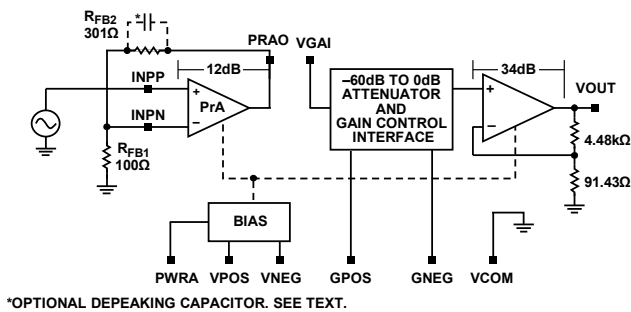 RFB2
301Ω
*
PRAO
VGAI
12dB
34dB
INPP
–60dB TO 0dB
ATTENUATOR
AND
GAIN CONTROL
INTERFACE
VOUT
+
PrA
–
+
–
INPN
RFB1
100Ω
4.48kΩ
91.43Ω
BIAS
PWRA
VPOS
VNEG
GPOS
GNEG
VCOM
*OPTIONAL DEPEAKING CAPACITOR. SEE TEXT.